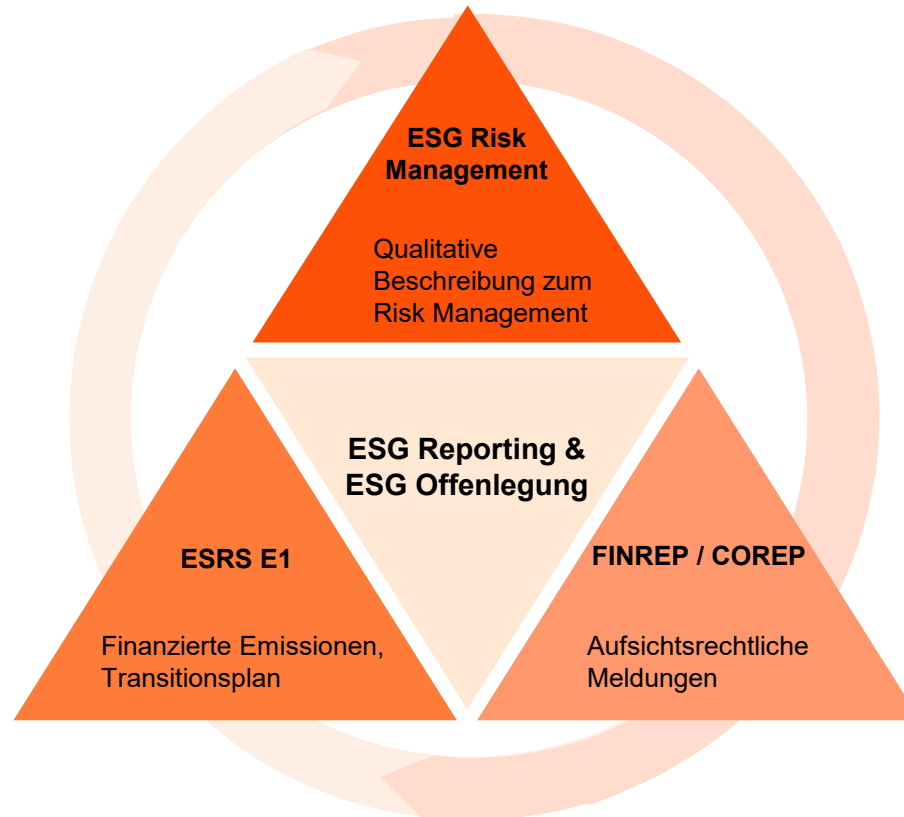 ESG Risk
Management
Qualitative
Beschreibung zum
Risk Management
ESG Reporting &
ESG Offenlegung
ESRS E1
Finanzierte Emissionen,
Transitionsplan
FINREP / COREP
Aufsichtsrechtliche
Meldungen